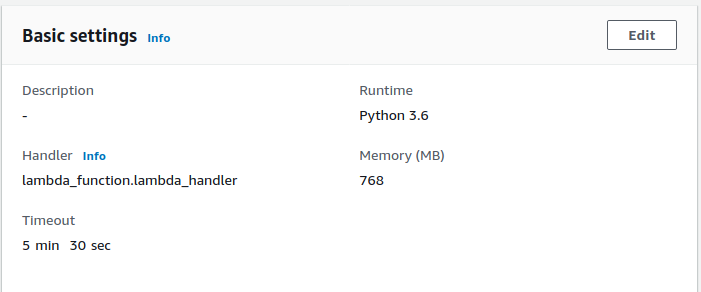 Basic settings Info Edit
Description Runtime
- Python 3.6
Handler Info Memory (MB)
lambda_function.lambda_handler 768
Timeout
5 min 30 sec